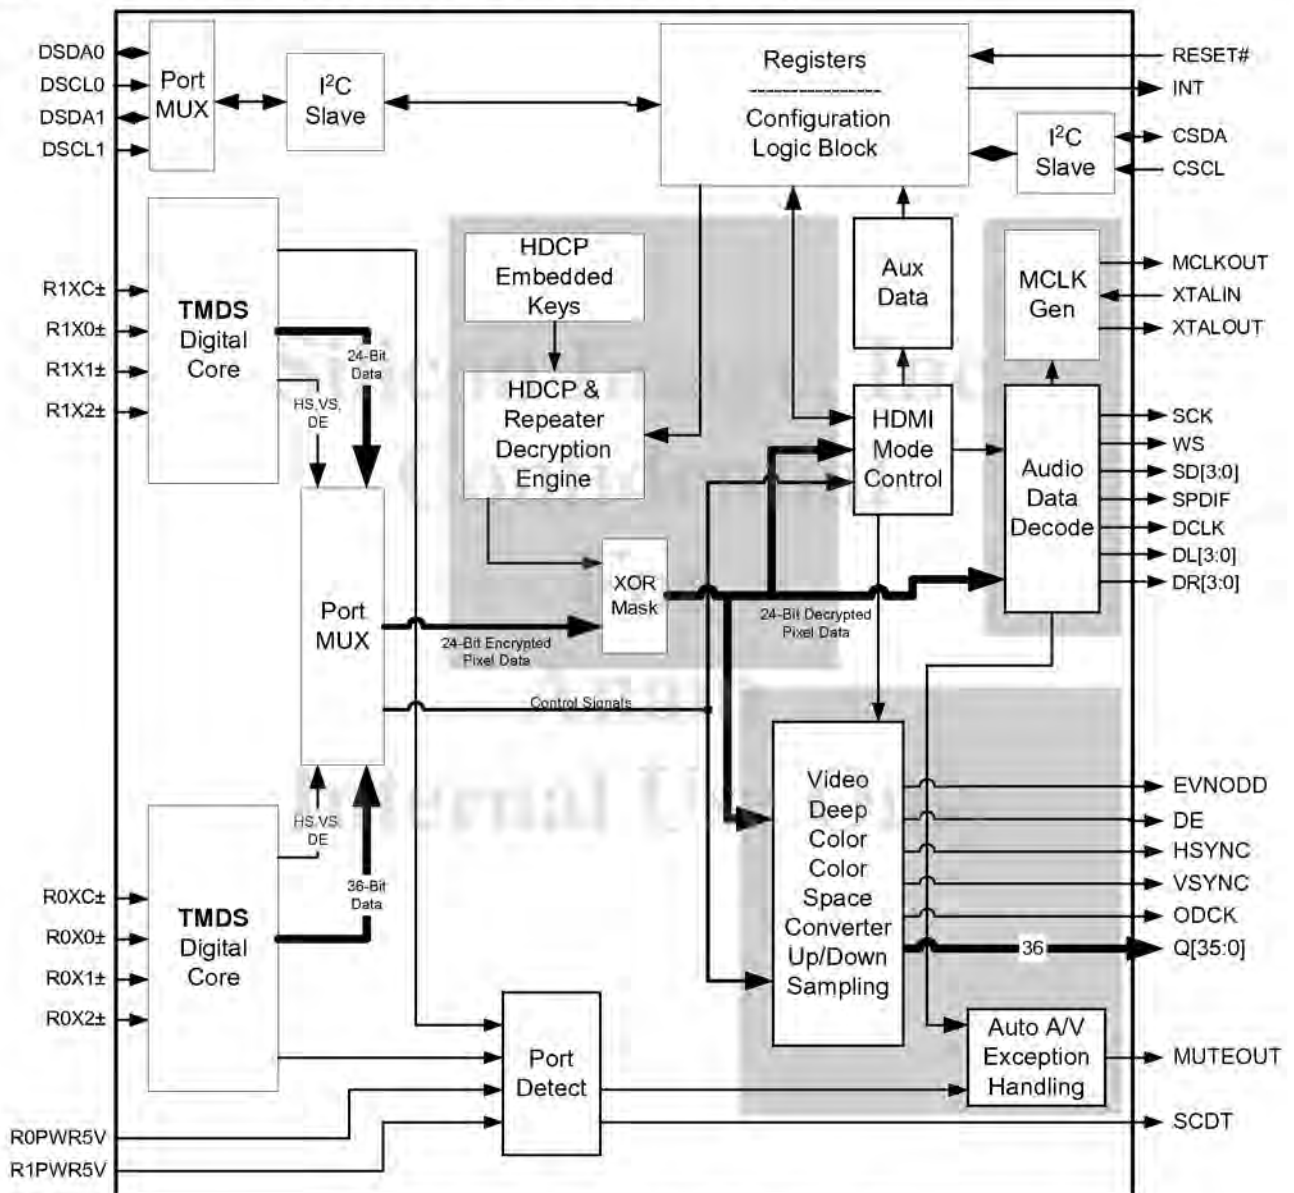 DSDA0
DSCL0
DSDA1
DSCL1
Port
MUX
I²C
Slave
Registers
Configuration
Logic Block
RESET#
INT
I²C
Slave
CSDA
CSCL
R1XC±
R1X0±
R1X1±
R1X2±
TMDS
Digital
Core
24-Bit
Data
HS,VS,
DE
HDCP
Embedded
Keys
HDCP &
Repeater
Decryption
Engine
Aux
Data
MCLK
Gen
MCLKOUT
XTALIN
XTALOUT
HDMI
Mode
Control
Audio
Data
Decode
SCK
WS
SD[3:0]
SPDIF
DCLK
DL[3:0]
DR[3:0]
Port
MUX
XOR
Mask
24-Bit Encrypted
Pixel Data
24-Bit Decrypted
Pixel Data
Control Signals
Internal
HS,VS,
DE
36-Bit
Data
R0XC±
R0X0±
R0X1±
R0X2±
TMDS
Digital
Core
Video
Deep
Color
Color
Space
Converter
Up/Down
Sampling
EVNODD
DE
HSYNC
VSYNC
ODCK
36
Q[35:0]
Port
Detect
Auto A/V
Exception
Handling
MUTEOUT
SCDT
R0PWR5V
R1PWR5V